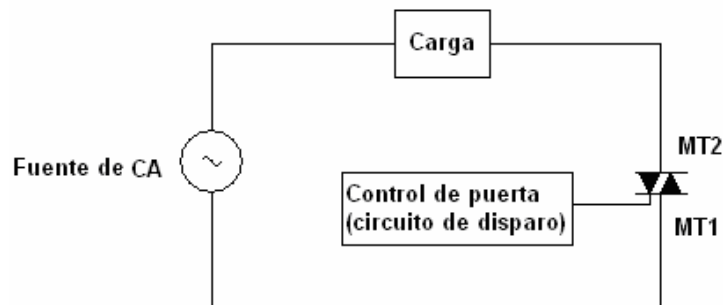 Carga
MT2
Fuente de CA
Control de puerta
(circuito de disparo)
MT1